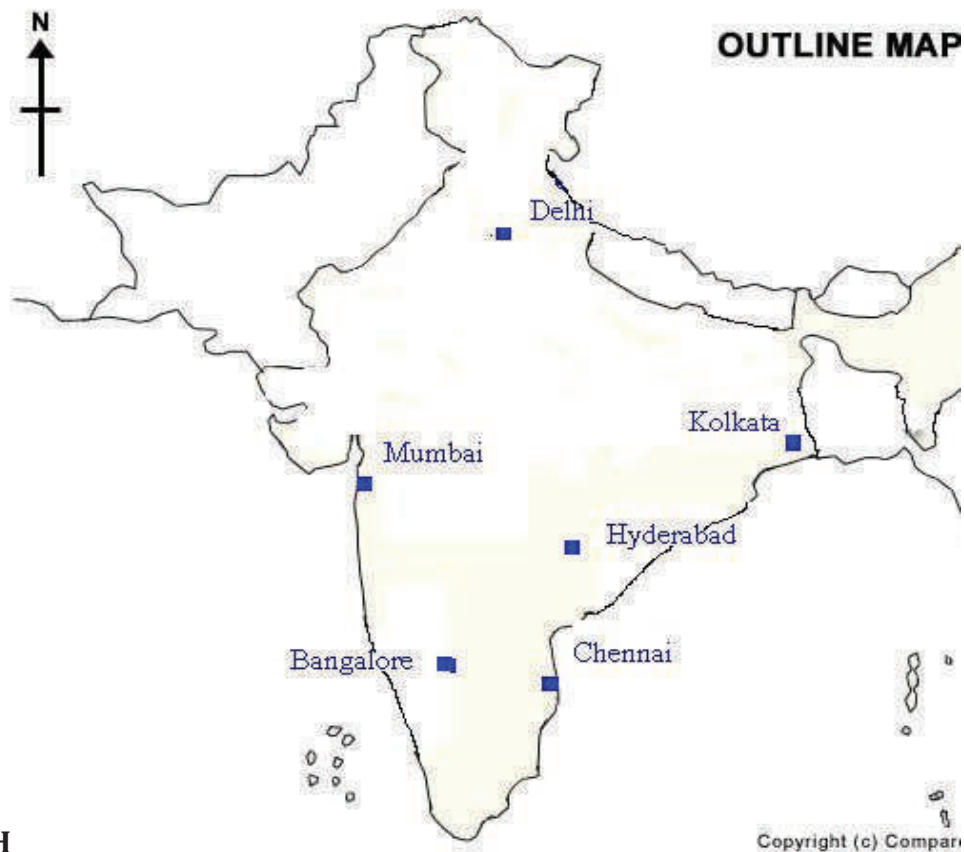 N
OUTLINE MAP
Delhi
Kolkata
Mumbai
Hyderabad
Bangalore
Chennai
H
Copyright (c) Compare